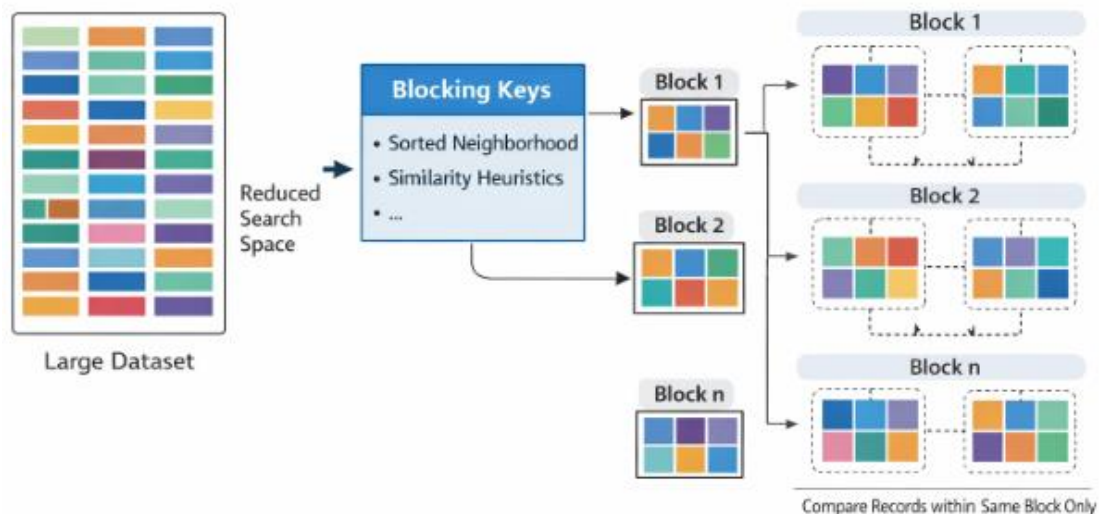 Large Dataset
Reduced
Search
Space
Blocking Keys
• Sorted Neighborhood
• Similarity Heuristics
• ...
Block 1
Block 2
Block n
Block 1
Block 2
Block n
Compare Records within Same Block Only